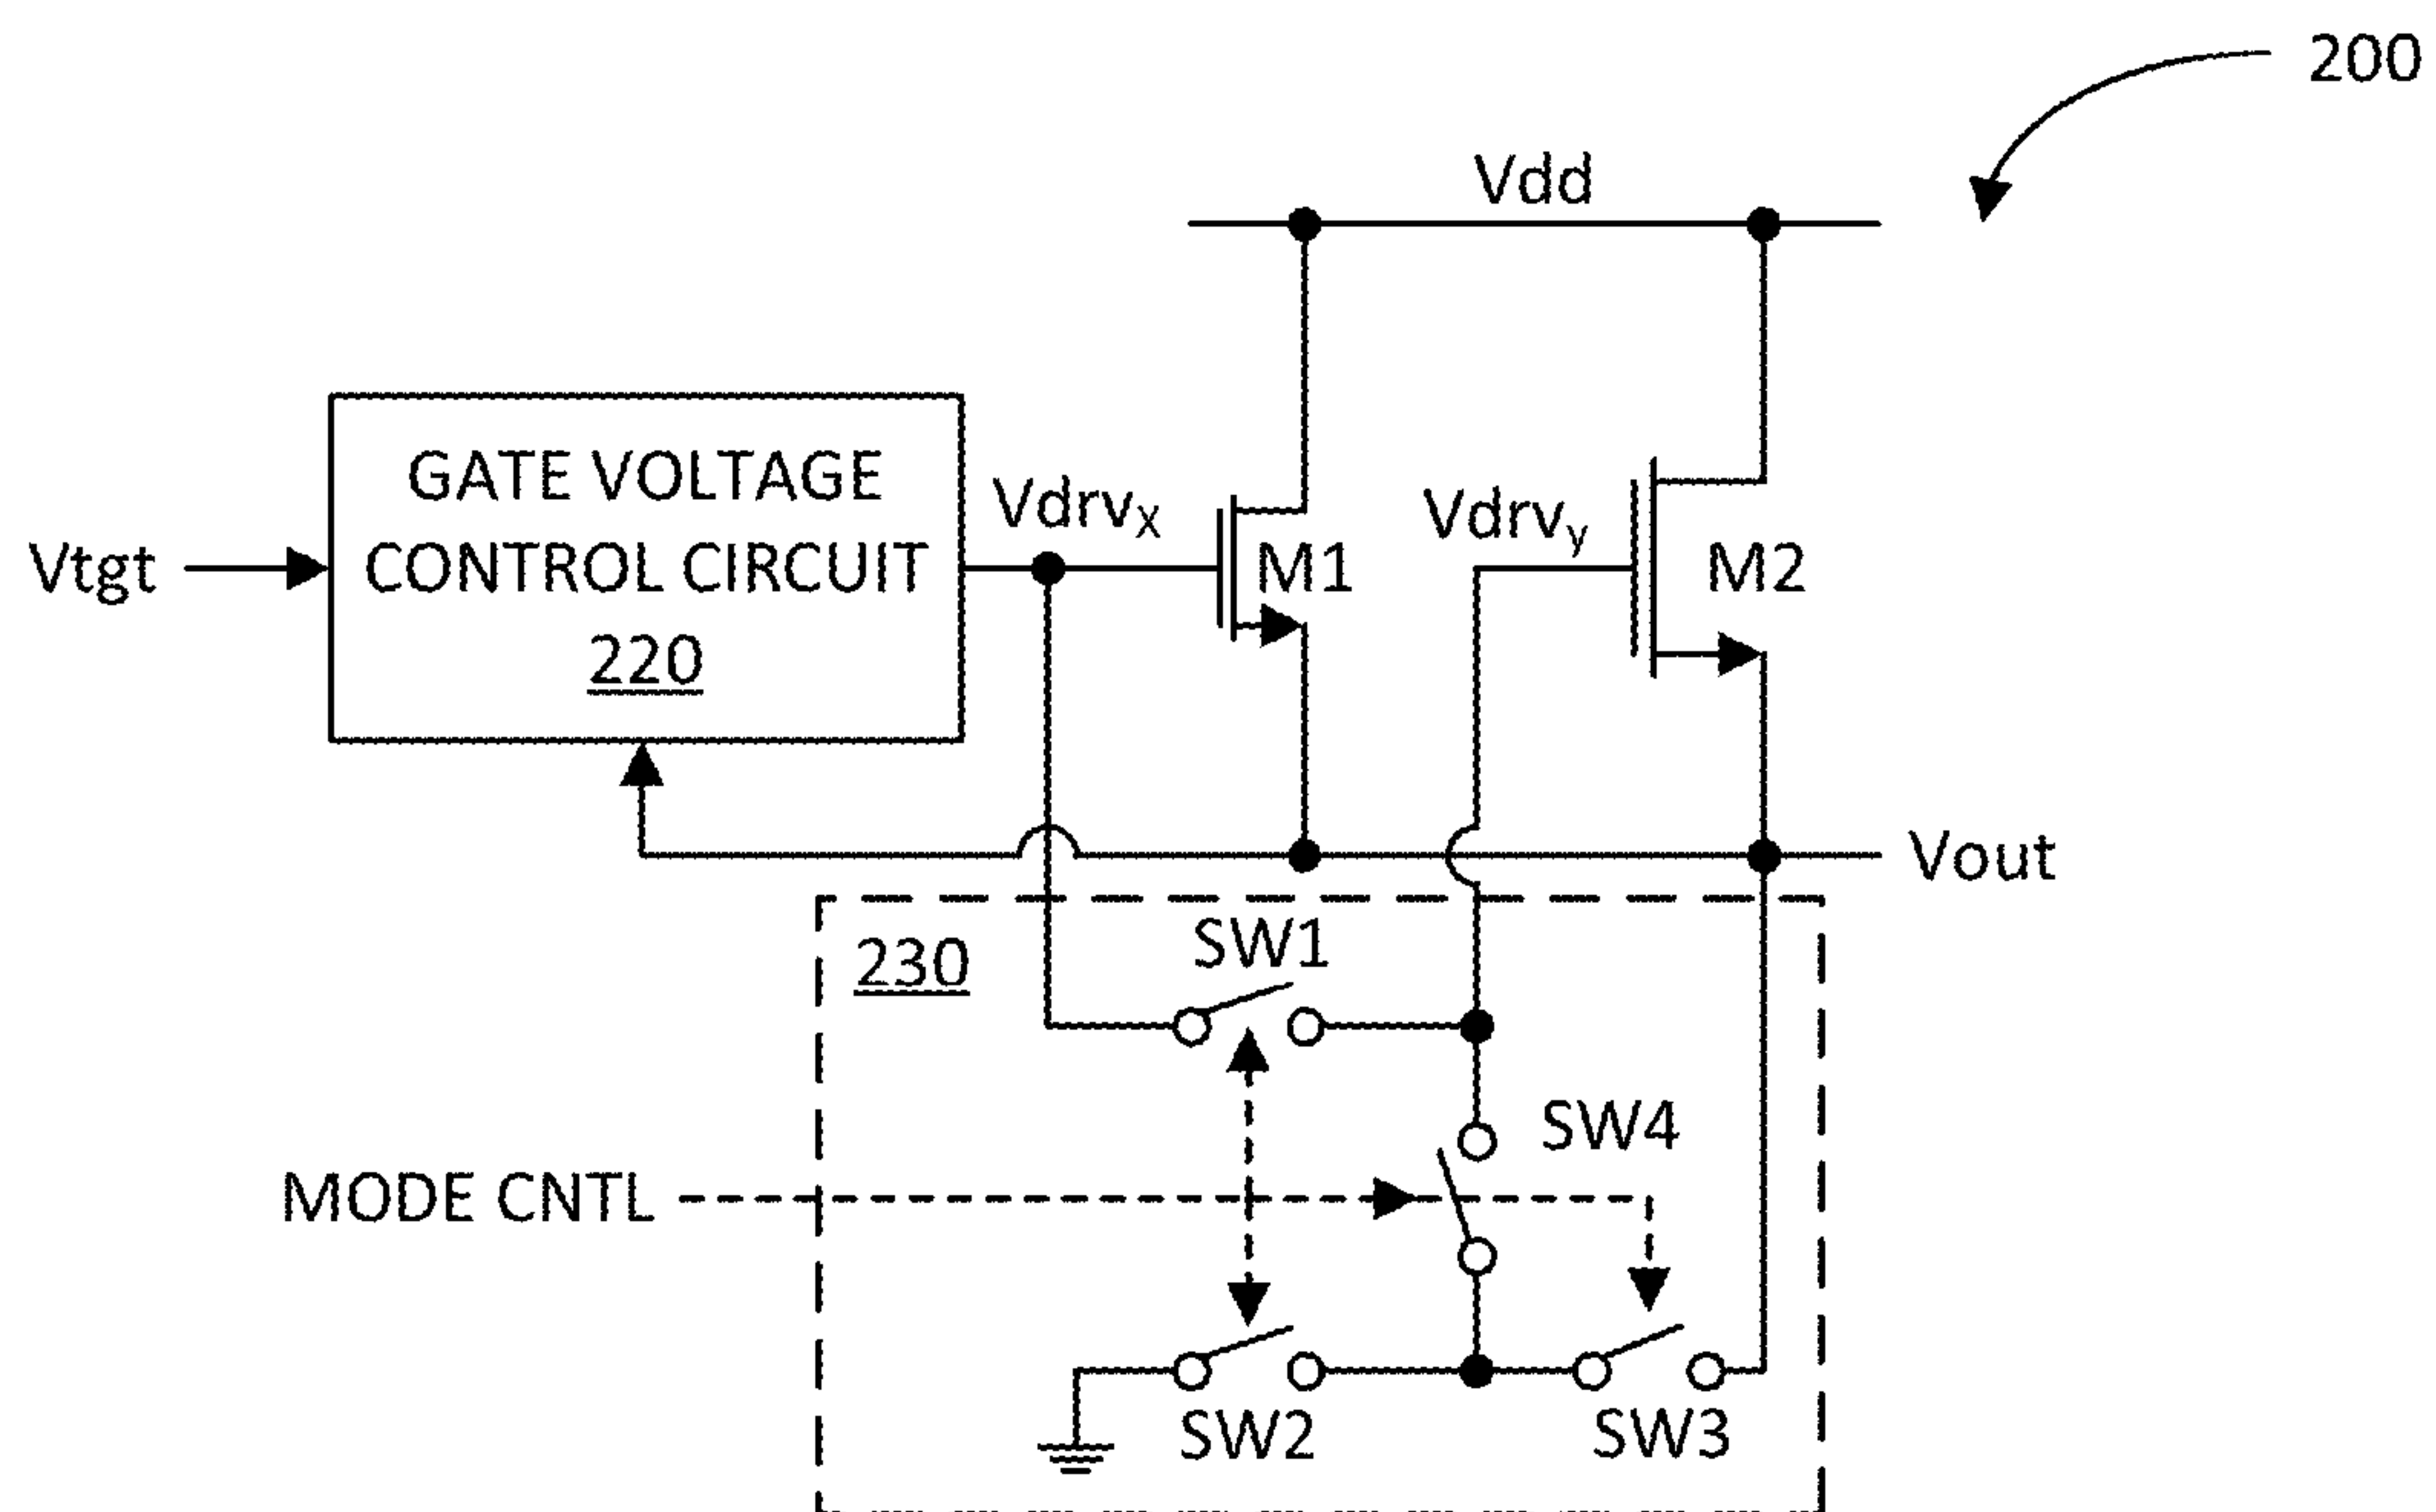 200
Vdd
GATE VOLTAGE
CONTROL CIRCUIT
220
Vtgt
Vdrvx
M1
Vdrvy
M2
Vout
230
SW1
SW4
MODE CNTL
SW2
SW3